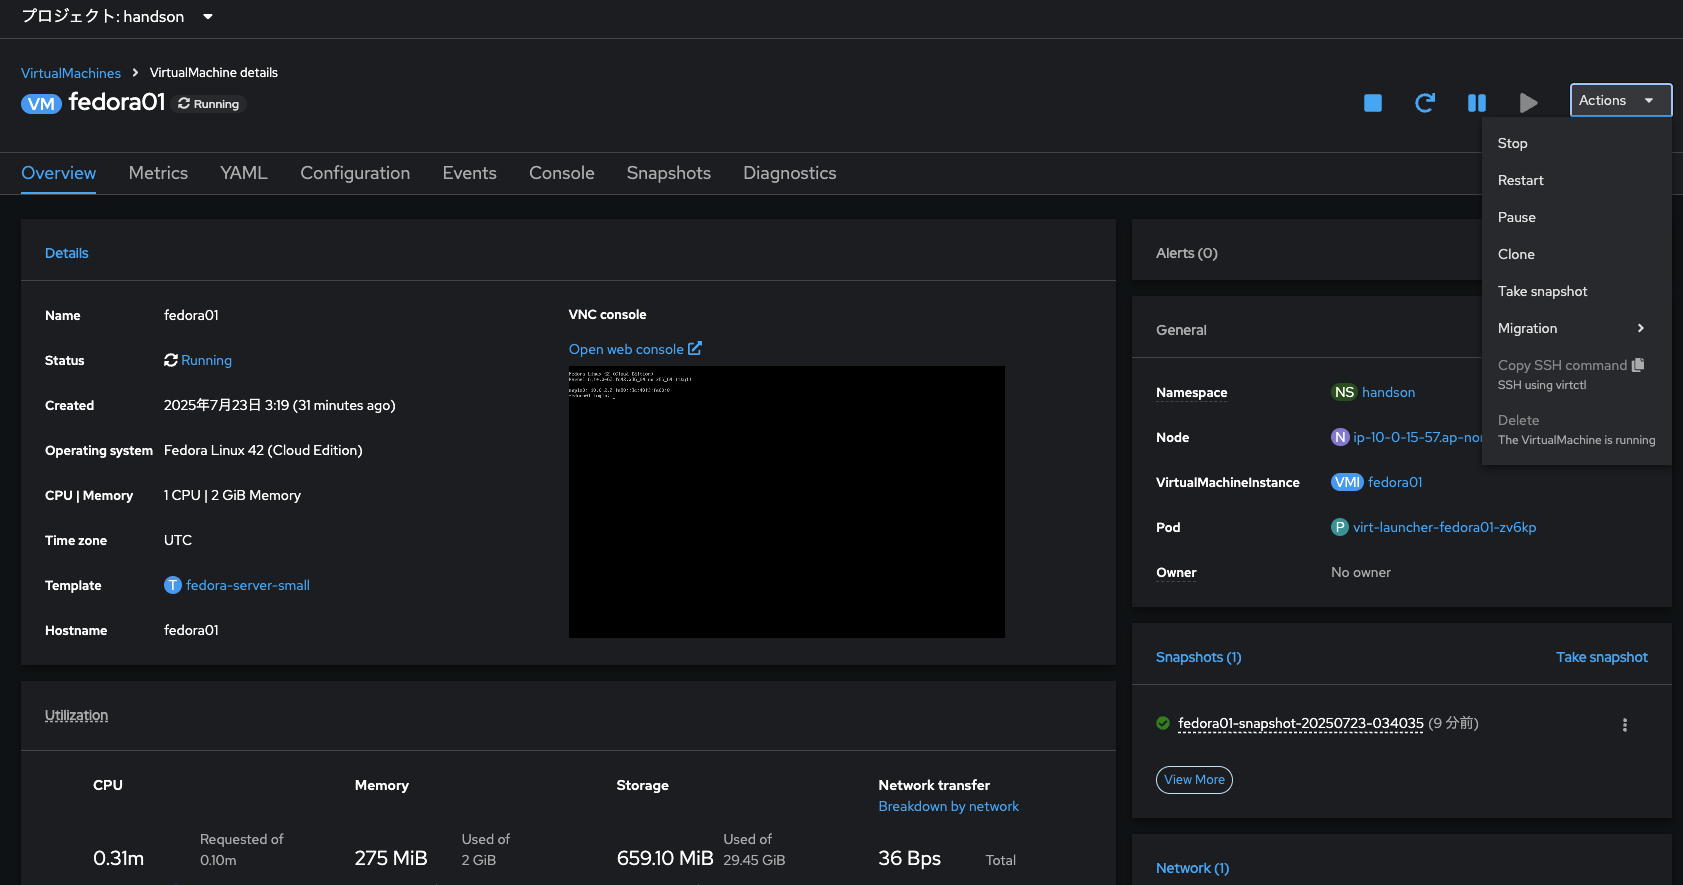 プロジェクト: handson
VirtualMachines > VirtualMachine details
VM fedora01 Running
Actions
Stop
Restart
Pause
Clone
Take snapshot
Migration
Copy SSH command
SSH using virtctl
Delete
The VirtualMachine is running
Overview Metrics YAML Configuration Events Console Snapshots Diagnostics
Details
Name fedora01
Status Running
Created 2025年7月23日 3:19 (31 minutes ago)
Operating system Fedora Linux 42 (Cloud Edition)
CPU | Memory 1 CPU | 2 GiB Memory
Time zone UTC
Template T fedora-server-small
Hostname fedora01
VNC console
Open web console
Fedora Linux 42 (Cloud Edition)
Utilization
CPU
0.31m
Requested of
0.10m
Memory
275 MiB
Used of
2 GiB
Storage
659.10 MiB
Used of
29.45 GiB
Network transfer
Breakdown by network
36 Bps
Total
Alerts (0)
General
Namespace NS handson
Node N ip-10-0-15-57.ap-nor
VirtualMachineInstance VMI fedora01
Pod P virt-launcher-fedora01-zv6kp
Owner No owner
Snapshots (1) Take snapshot
fedora01-snapshot-20250723-034035 (9 分前)
View More
Network (1)